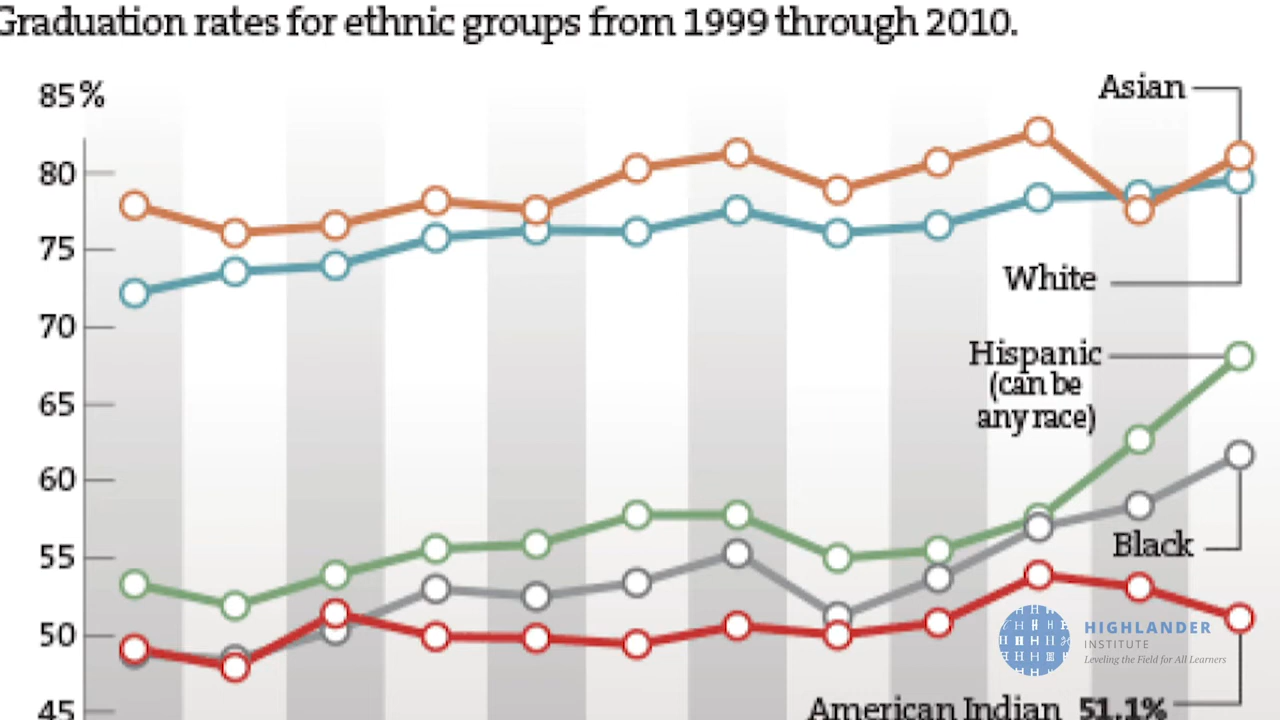 Graduation rates for ethnic groups from 1999 through 2010.
85%
Asian
80
75
White
70
Hispanic
(can be
any race)
65
60
55
Black
50
HIGHLANDER
INSTITUTE
Leveling the Field for All Learners
45
American Indian 51.1%